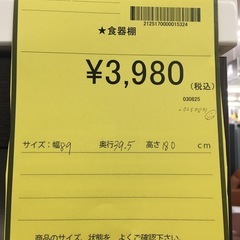 2125170000015324
★食器棚
¥3,980
(税込)
030825
サイズ:幅89 奥行39.5 高さ180 cm
商品のサイズ、状態を よくご確認下さい